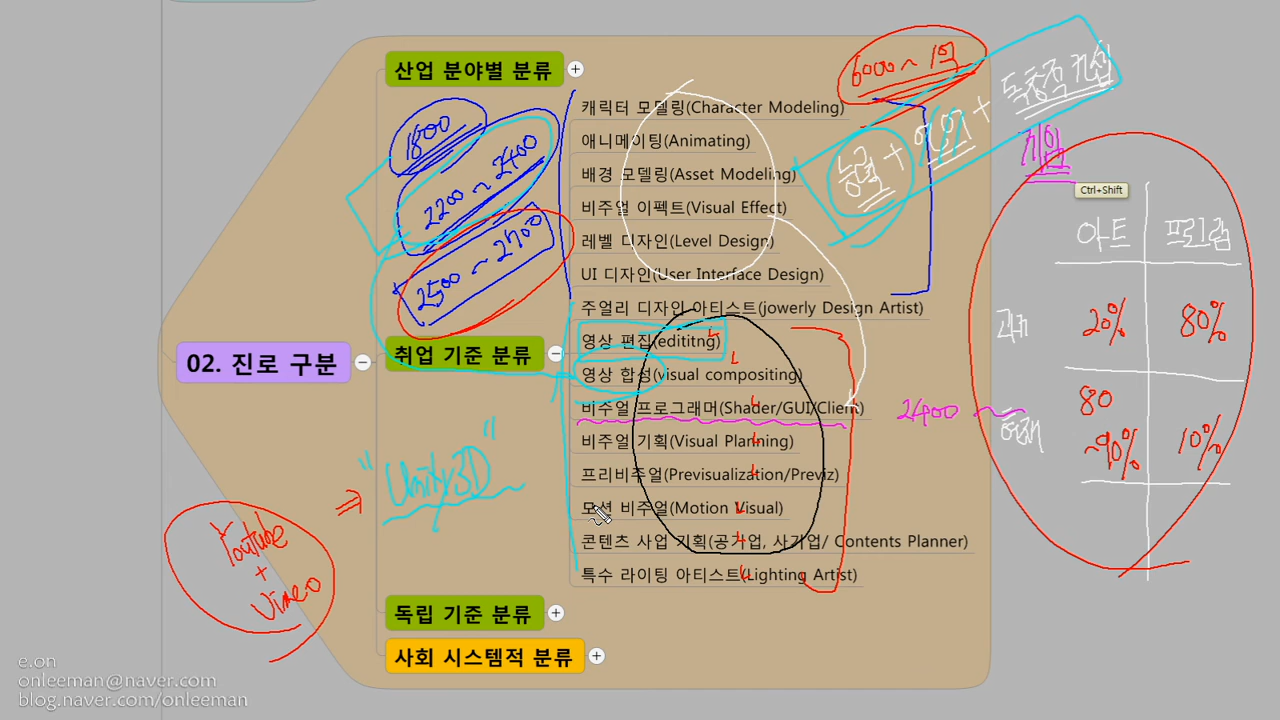 산업 분야별 분류
캐릭터 모델링(Character Modeling)
애니메이팅(Animating)
배경 모델링(Asset Modeling)
비주얼 이펙트(Visual Effect)
레벨 디자인(Level Design)
UI 디자인(User Interface Design)
주얼리 디자인 아티스트(jowerly Design Artist)
02. 진로 구분
취업 기준 분류
영상 편집(edititng)
영상 합성(visual compositing)
비주얼 프로그래머(Shader/GUI/Client)
비주얼 기획(Visual Planning)
프리비주얼(Previsualization/Previz)
모션 비주얼(Motion Visual)
콘텐츠 사업 기획(공기업, 사기업/ Contents Planner)
특수 라이팅 아티스트(Lighting Artist)
독립 기준 분류
사회 시스템적 분류
1800
2200 ~ 2400
2500 ~ 2700
6000 ~ 1억
능력 +
+ 독창적 컨셉
게임
Ctrl+Shift
아트 프로그램
과거 20% 80%
현재 80 ~90% 10%
2400 ~
"Unity3D"
⇒
Youtube
+
Vimeo
e.on
onleeman@naver.com
blog.naver.com/onleeman